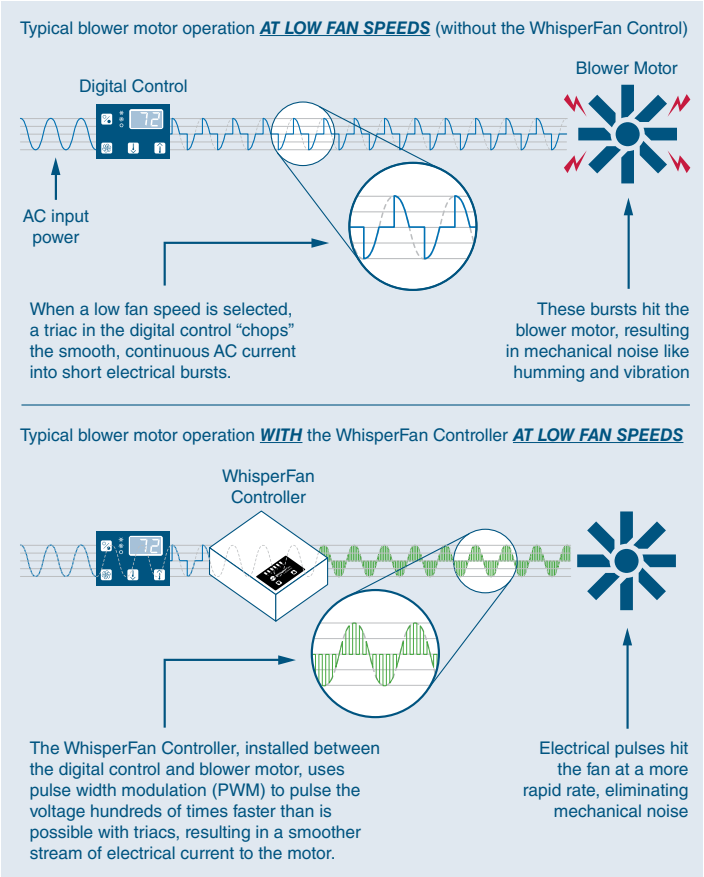 Typical blower motor operation AT LOW FAN SPEEDS (without the WhisperFan Control)
Blower Motor
Digital Control
72
AC input
power
When a low fan speed is selected,
a triac in the digital control “chops”
the smooth, continuous AC current
into short electrical bursts.
These bursts hit the
blower motor, resulting
in mechanical noise like
humming and vibration
Typical blower motor operation WITH the WhisperFan Controller AT LOW FAN SPEEDS
WhisperFan
Controller
72
The WhisperFan Controller, installed between
the digital control and blower motor, uses
pulse width modulation (PWM) to pulse the
voltage hundreds of times faster than is
possible with triacs, resulting in a smoother
stream of electrical current to the motor.
Electrical pulses hit
the fan at a more
rapid rate, eliminating
mechanical noise